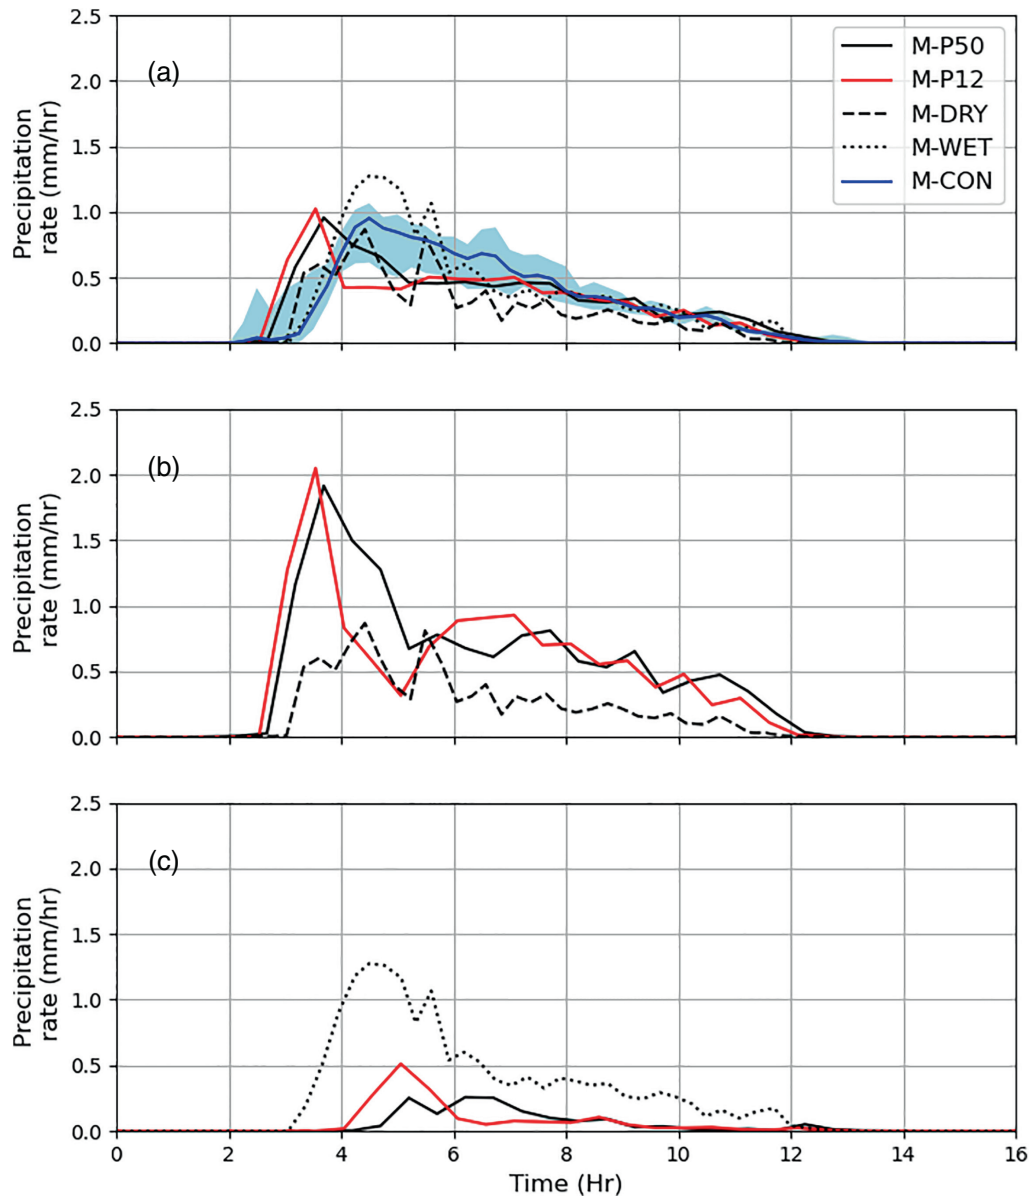 2.5
2.0
1.5
1.0
0.5
0.0
Precipitation
rate (mm/hr)
(a)
M-P50
M-P12
M-DRY
M-WET
M-CON
2.5
2.0
1.5
1.0
0.5
0.0
Precipitation
rate (mm/hr)
(b)
2.5
2.0
1.5
1.0
0.5
0.0
Precipitation
rate (mm/hr)
(c)
0 2 4 6 8 10 12 14 16
Time (Hr)